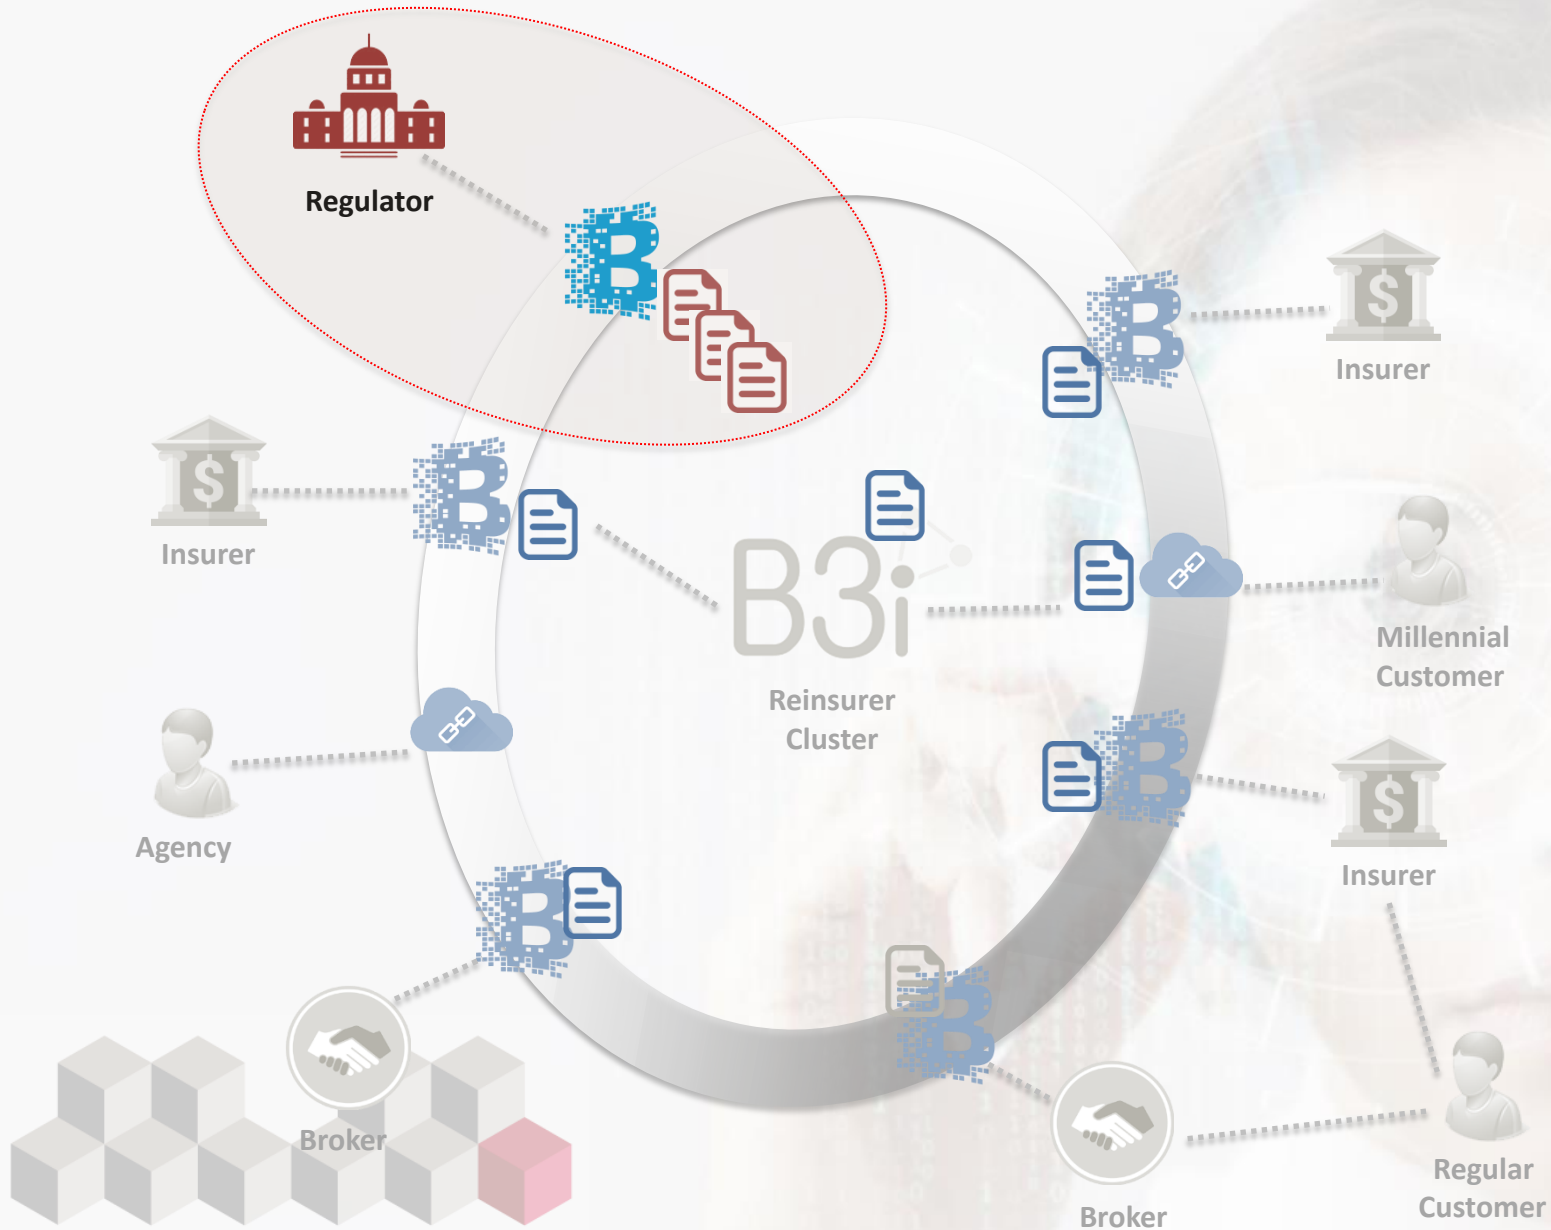 Regulator
Insurer
Insurer
B3i
Reinsurer
Cluster
Millennial
Customer
Agency
Insurer
Broker
Broker
Regular
Customer